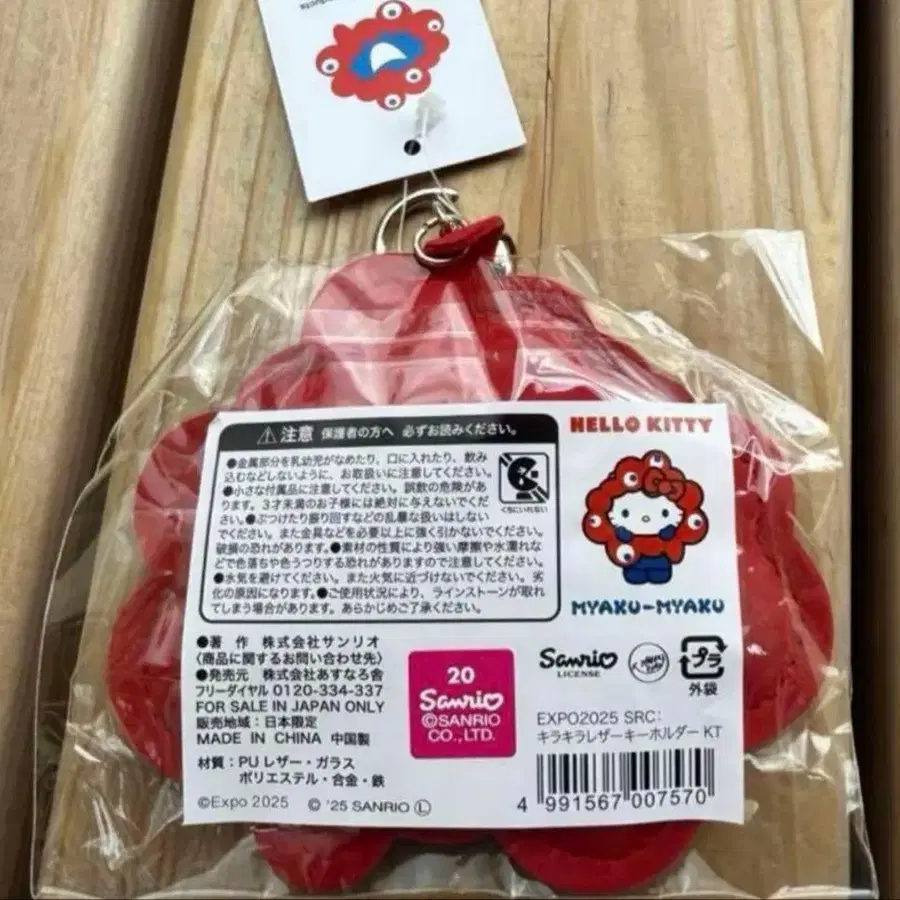 ⚠注意 保護者の方へ 必ずお読みください。
●金属部分を乳幼児がなめたり、口に入れたり、飲み
込むなどしないように、お取扱いに注意してください。
●小さな付属品に注意してください。誤飲の危険があり
ます。3才未満のお子様には絶対に与えないでくだ
さい。●ぶつけたり振り回すなどの乱暴な扱いはしない
でください。また金具などを必要以上に強く引かないでください。
破損の恐れがあります。●素材の性質により強い摩擦や水濡れな
どで色落ちや色うつりする恐れがありますので注意してください。
●水気を避けてください。また火気に近づけないでください。劣
化の原因になります。●ご使用状況により、ラインストーンが取れ
てしまう場合があります。あらかじめご了承ください。
くちにいれない
HELLO KITTY
MYAKU-MYAKU
●著 作 株式会社サンリオ
〈商品に関するお問い合わせ先〉
●発売元 株式会社あすなる舎
フリーダイヤル 0120-334-337
FOR SALE IN JAPAN ONLY
販売地域：日本限定
MADE IN CHINA 中国製
材質：PU レザー・ガラス
ポリエステル・合金・鉄
©Expo 2025 © '25 SANRIO Ⓛ
20
Sanrio
©SANRIO
CO.,LTD.
Sanrio
LICENSE
プラ
外袋
EXPO2025 SRC:
キラキラレザーキーホルダー KT
4 991567 007570